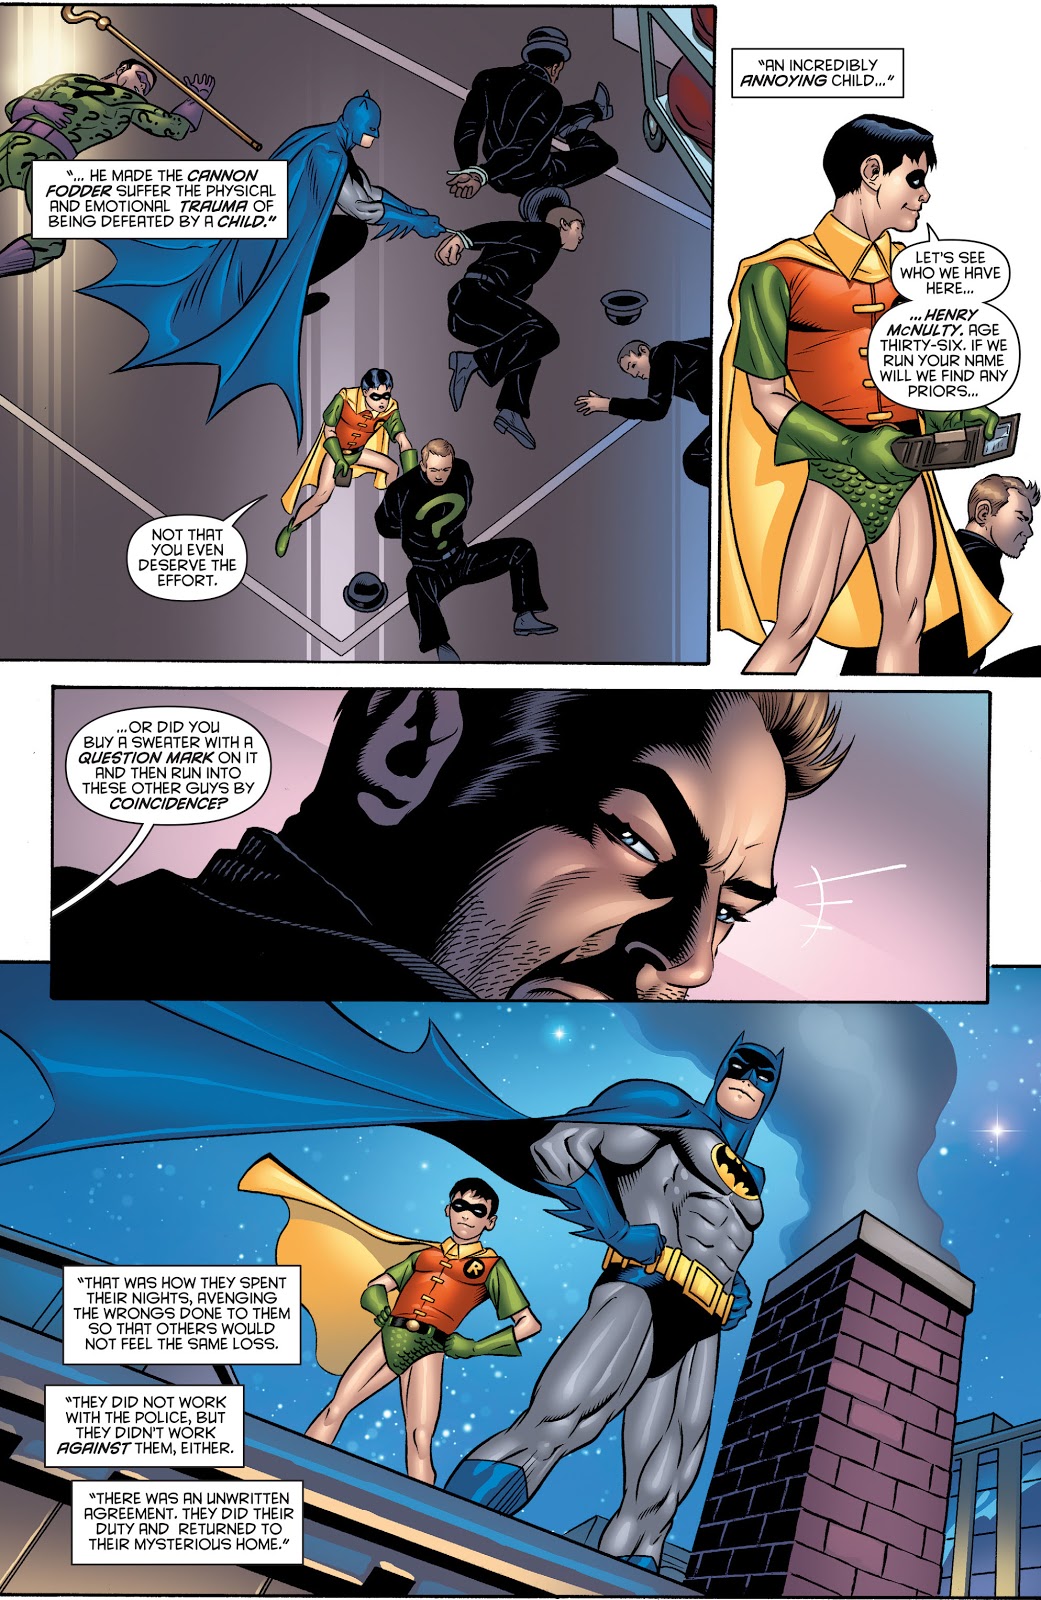 "... HE MADE THE CANNON
FODDER SUFFER THE PHYSICAL
AND EMOTIONAL TRAUMA OF
BEING DEFEATED BY A CHILD."
NOT THAT
YOU EVEN
DESERVE THE
EFFORT.
?
"AN INCREDIBLY
ANNOYING CHILD..."
LET'S SEE
WHO WE HAVE
HERE...
...HENRY
McNULTY. AGE
THIRTY-SIX. IF WE
RUN YOUR NAME
WILL WE FIND ANY
PRIORS...
...OR DID YOU
BUY A SWEATER WITH A
QUESTION MARK ON IT
AND THEN RUN INTO
THESE OTHER GUYS BY
COINCIDENCE?
R
"THAT WAS HOW THEY SPENT
THEIR NIGHTS, AVENGING
THE WRONGS DONE TO THEM
SO THAT OTHERS WOULD
NOT FEEL THE SAME LOSS.
"THEY DID NOT WORK
WITH THE POLICE, BUT
THEY DIDN'T WORK
AGAINST THEM, EITHER.
"THERE WAS AN UNWRITTEN
AGREEMENT. THEY DID THEIR
DUTY AND RETURNED TO
THEIR MYSTERIOUS HOME."